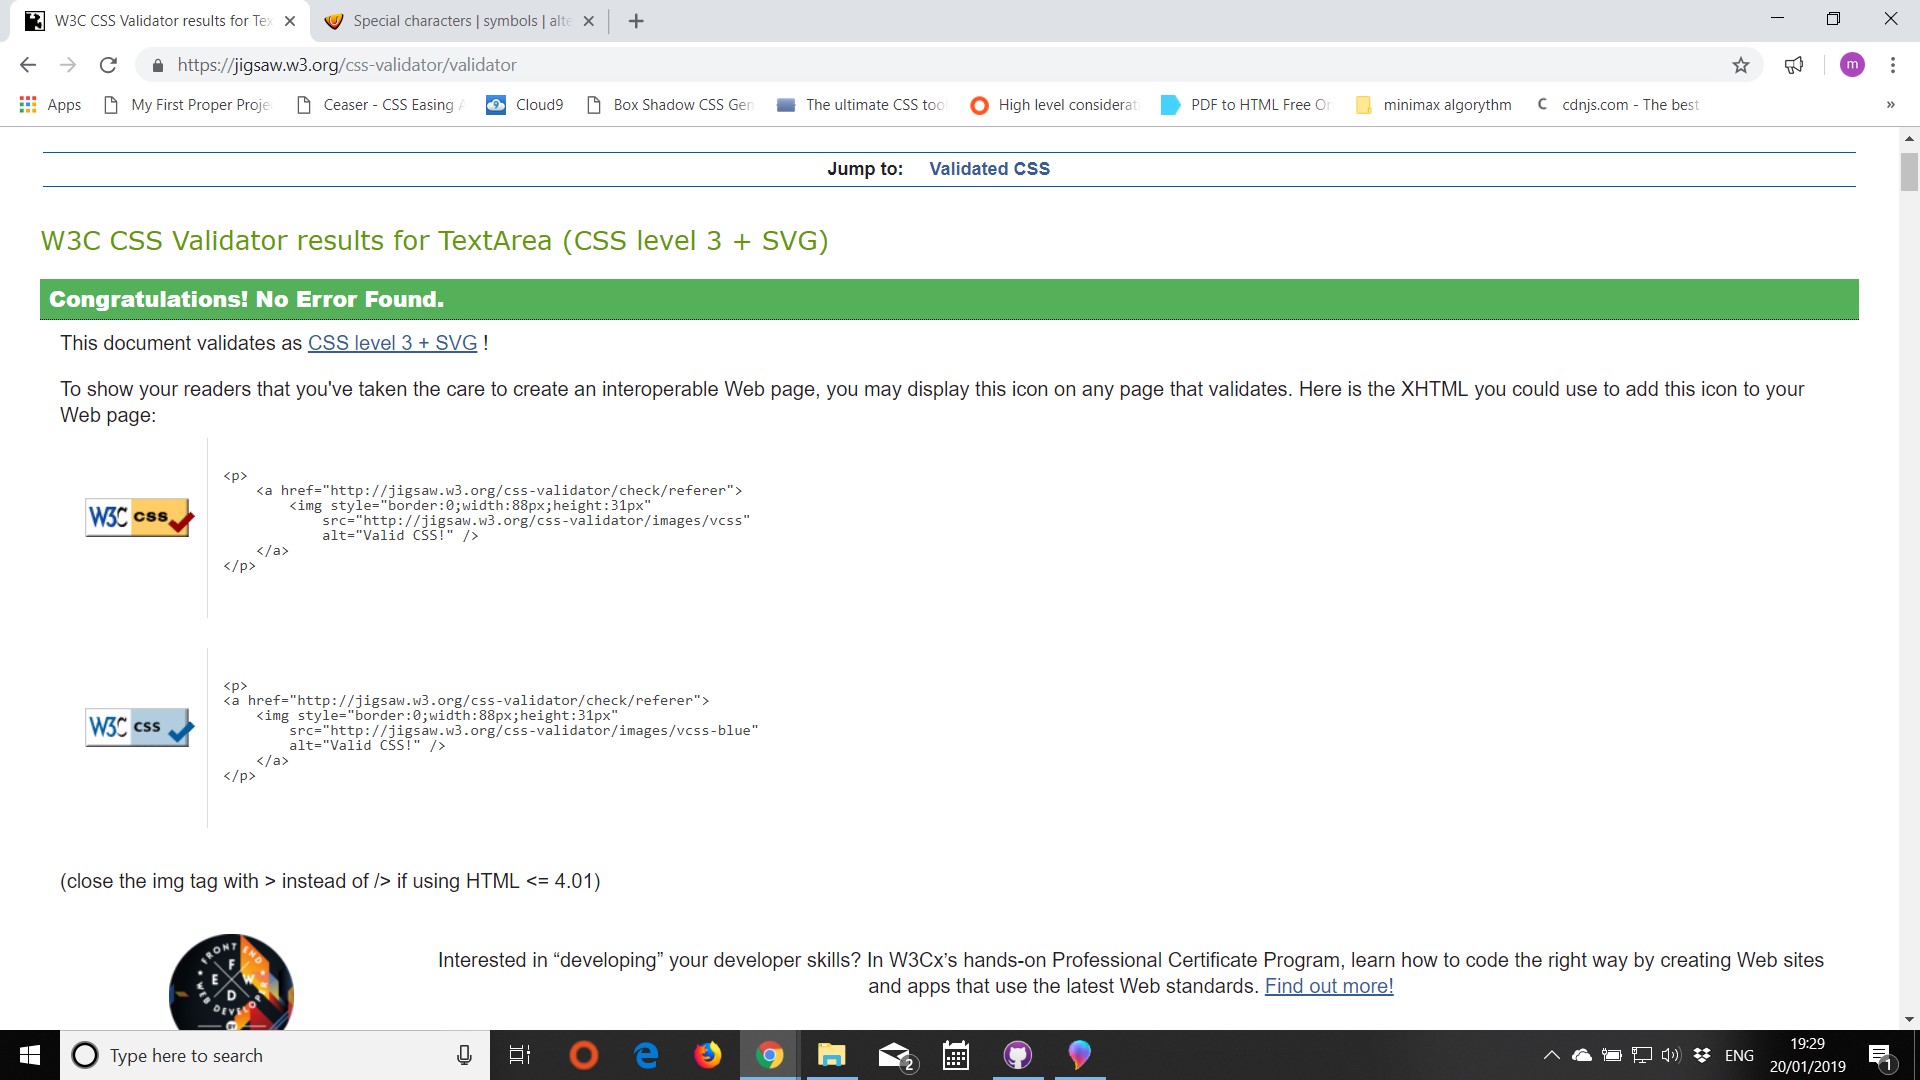 W3C CSS Validator results for Tex
Special characters | symbols | alte
https://jigsaw.w3.org/css-validator/validator
m
Apps
My First Proper Proje
Ceaser - CSS Easing A
Cloud9
Box Shadow CSS Gen
The ultimate CSS too
High level considerat
PDF to HTML Free On
minimax algorythm
cdnjs.com - The best
»
Jump to: Validated CSS
W3C CSS Validator results for TextArea (CSS level 3 + SVG)
Congratulations! No Error Found.
This document validates as CSS level 3 + SVG !
To show your readers that you've taken the care to create an interoperable Web page, you may display this icon on any page that validates. Here is the XHTML you could use to add this icon to your
Web page:
W3C css
<p>
<a href="http://jigsaw.w3.org/css-validator/check/referer">
<img style="border:0;width:88px;height:31px"
src="http://jigsaw.w3.org/css-validator/images/vcss"
alt="Valid CSS!" />
</a>
</p>
W3C css
<p>
<a href="http://jigsaw.w3.org/css-validator/check/referer">
<img style="border:0;width:88px;height:31px"
src="http://jigsaw.w3.org/css-validator/images/vcss-blue"
alt="Valid CSS!" />
</a>
</p>
(close the img tag with > instead of /> if using HTML <= 4.01)
FRONT END
F E W D
WEB DEVELOPER
BY
Interested in “developing” your developer skills? In W3Cx’s hands-on Professional Certificate Program, learn how to code the right way by creating Web sites
and apps that use the latest Web standards. Find out more!
Type here to search
2
ENG
19:29
20/01/2019
1